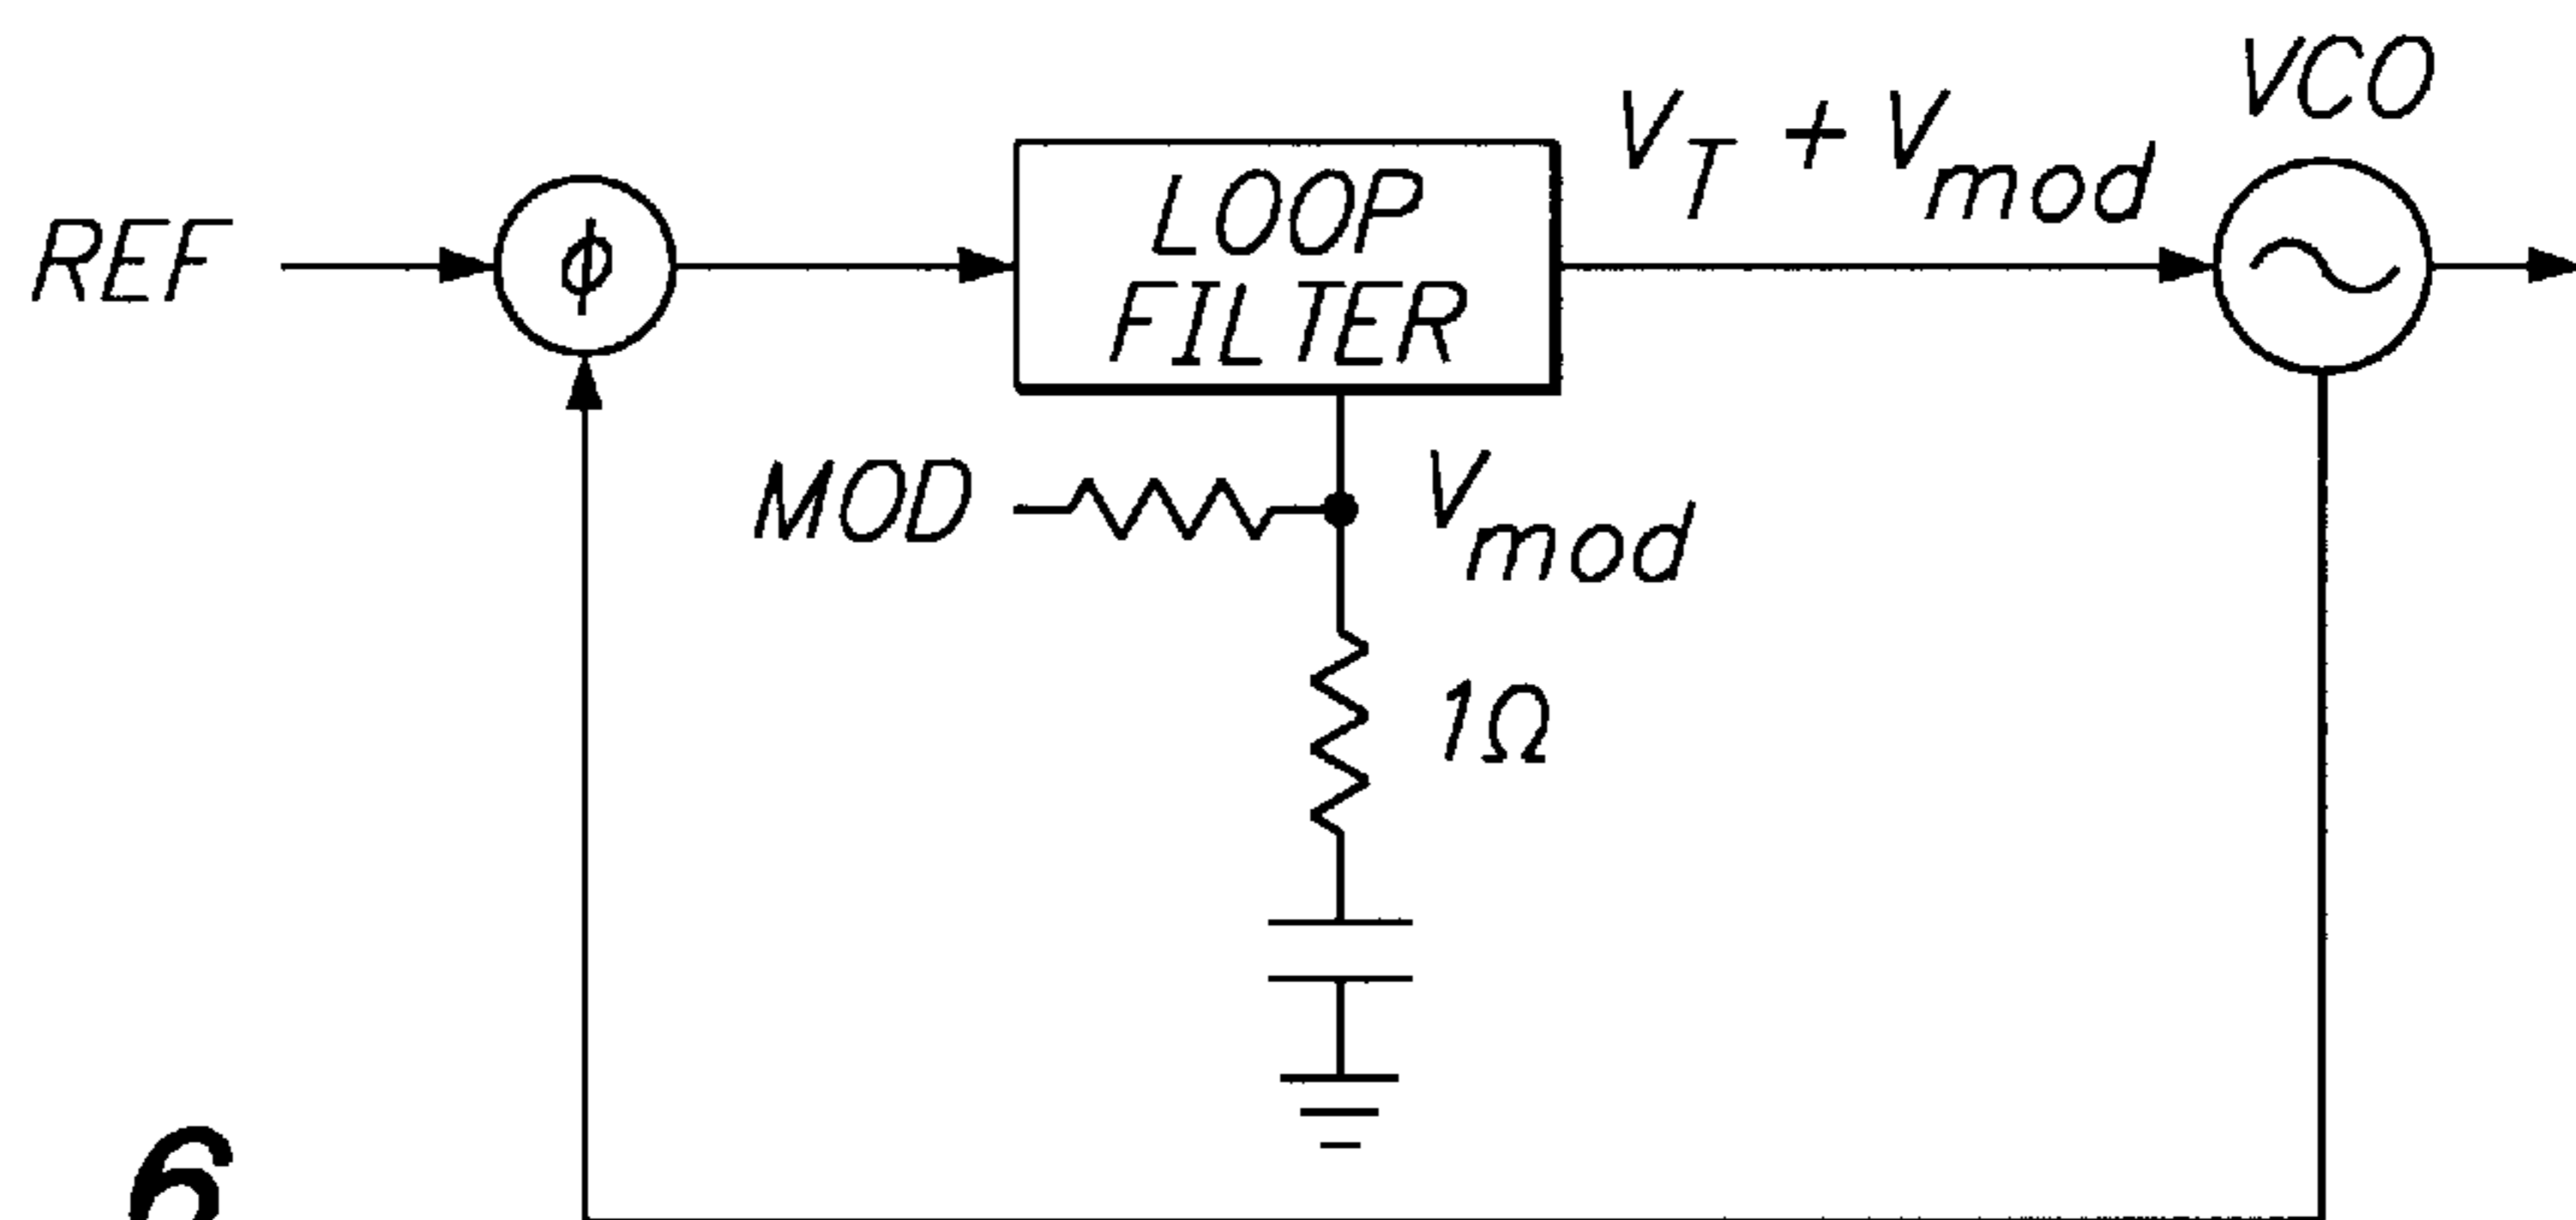 VCO
V_T + V_mod
REF
ϕ
LOOP
FILTER
MOD
V_mod
1Ω
6